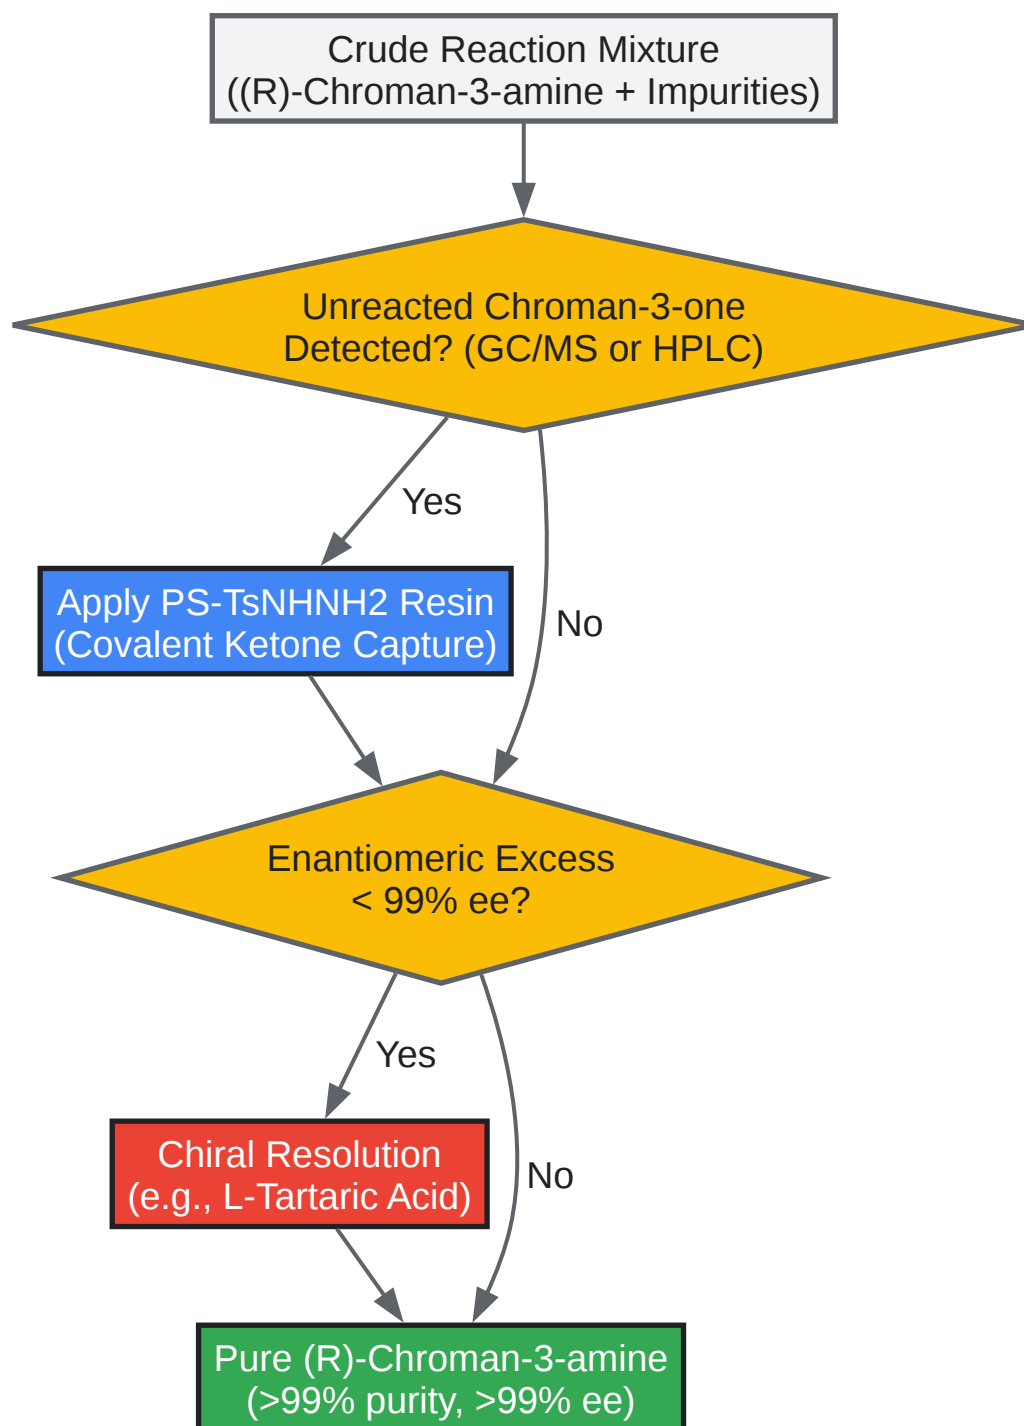 Crude Reaction Mixture
((R)-Chroman-3-amine + Impurities)
Unreacted Chroman-3-one
Detected? (GC/MS or HPLC)
Yes
Apply PS-TsNHNH2 Resin
(Covalent Ketone Capture)
No
Enantiomeric Excess
< 99% ee?
Yes
Chiral Resolution
(e.g., L-Tartaric Acid)
No
Pure (R)-Chroman-3-amine
(>99% purity, >99% ee)